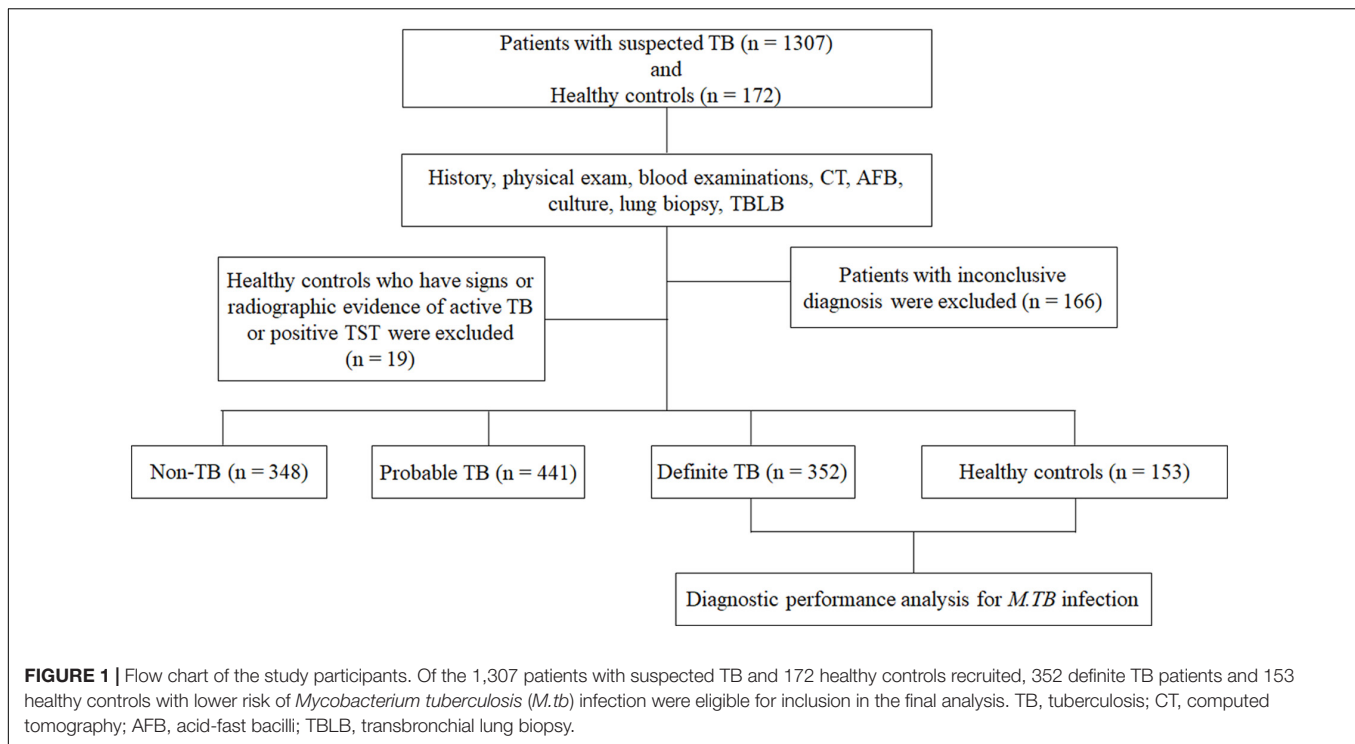 Patients with suspected TB (n = 1307)
and
Healthy controls (n = 172)
History, physical exam, blood examinations, CT, AFB,
culture, lung biopsy, TBLB
Healthy controls who have signs or
radiographic evidence of active TB
or positive TST were excluded
(n = 19)
Patients with inconclusive
diagnosis were excluded (n = 166)
Non-TB (n = 348)
Probable TB (n = 441)
Definite TB (n = 352)
Healthy controls (n = 153)
Diagnostic performance analysis for M.TB infection
FIGURE 1 | Flow chart of the study participants. Of the 1,307 patients with suspected TB and 172 healthy controls recruited, 352 definite TB patients and 153
healthy controls with lower risk of Mycobacterium tuberculosis (M.tb) infection were eligible for inclusion in the final analysis. TB, tuberculosis; CT, computed
tomography; AFB, acid-fast bacilli; TBLB, transbronchial lung biopsy.